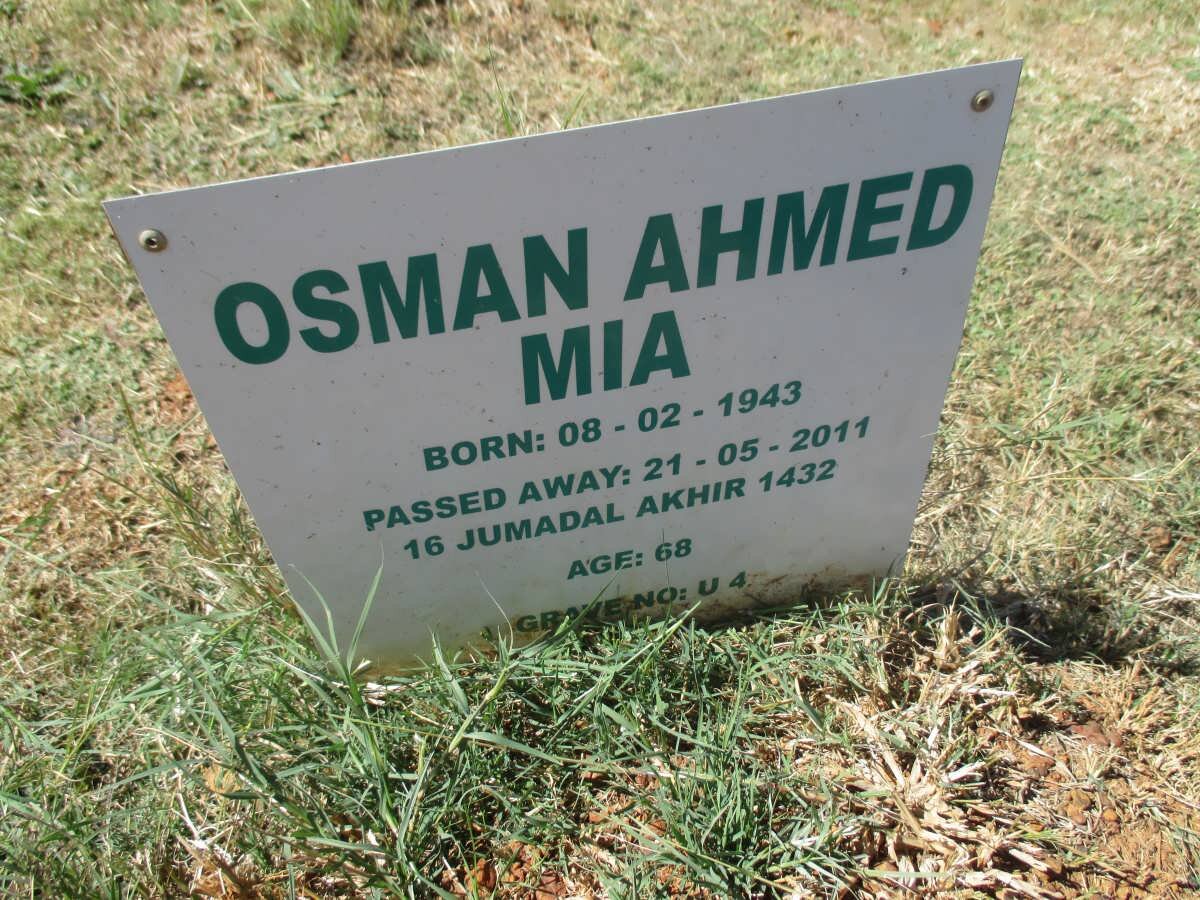 OSMAN AHMED
MIA
BORN: 08 - 02 - 1943
PASSED AWAY: 21 - 05 - 2011
16 JUMADAL AKHIR 1432
AGE: 68
GRAVE NO: U 4